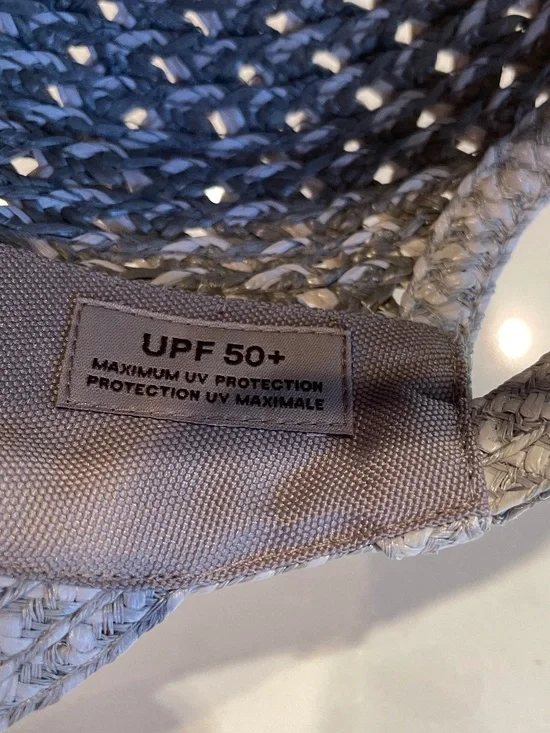 UPF 50+
MAXIMUM UV PROTECTION
PROTECTION UV MAXIMALE